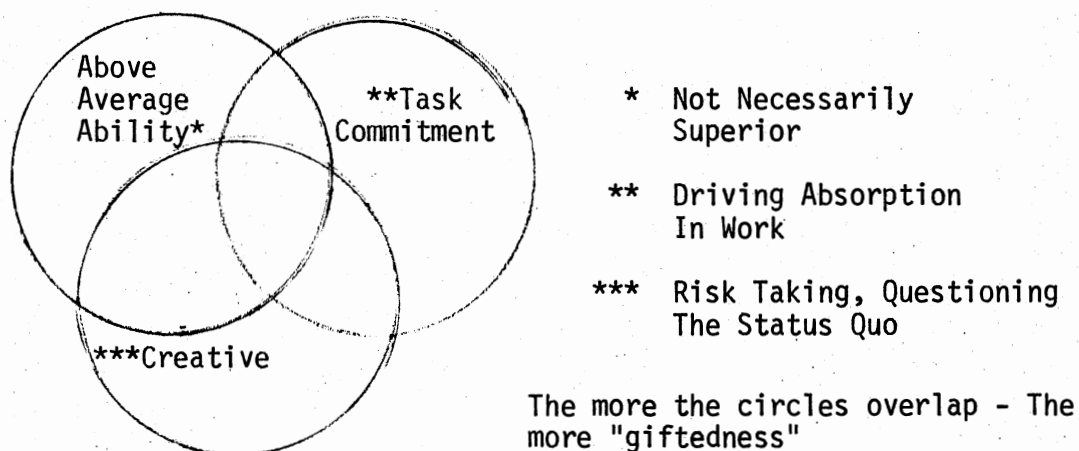 Above
Average
Ability*
**Task
Commitment
***Creative
* Not Necessarily
Superior
** Driving Absorption
In Work
*** Risk Taking, Questioning
The Status Quo
The more the circles overlap - The
more "giftedness"